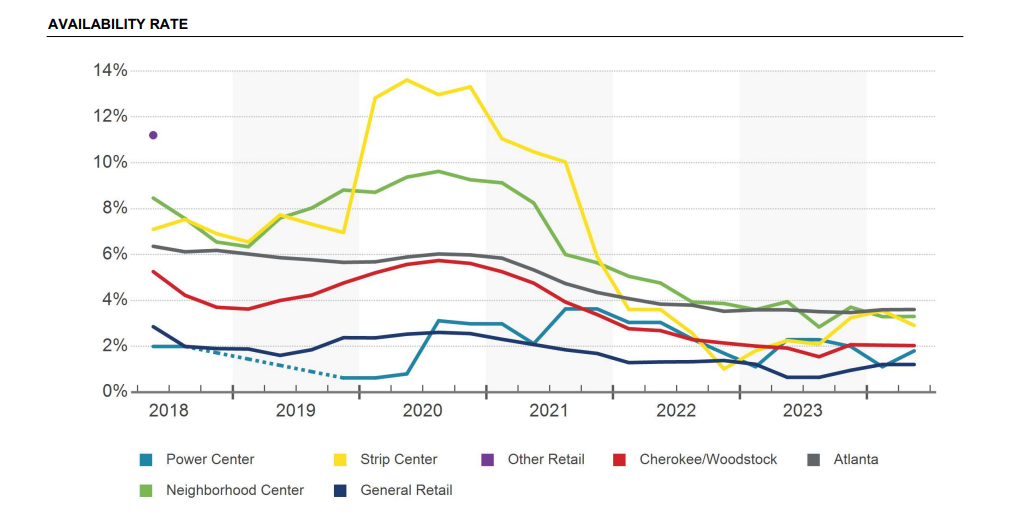 AVAILABILITY RATE
14%
12%
10%
8%
6%
4%
2%
0%
2018 2019 2020 2021 2022 2023
Power Center Strip Center Other Retail Cherokee/Woodstock Atlanta
Neighborhood Center General Retail